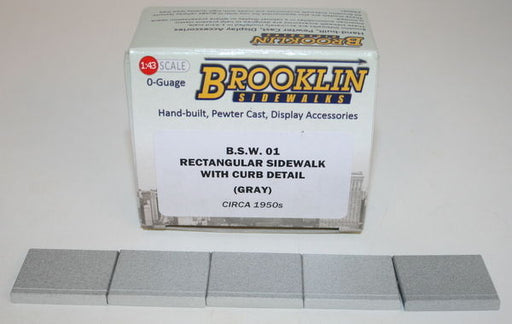 1:43 SCALE
0-Guage
BROOKLIN
SIDEWALKS
Hand-built, Pewter Cast, Display Accessories
B.S.W. 01
RECTANGULAR SIDEWALK
WITH CURB DETAIL
(GRAY)
CIRCA 1950s